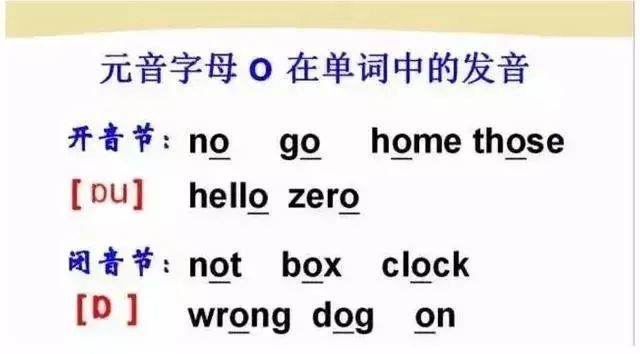 元音字母 o 在单词中的发音
开音节：no go home those
[ɒu] hello zero
闭音节：not box clock
[ɒ] wrong dog on